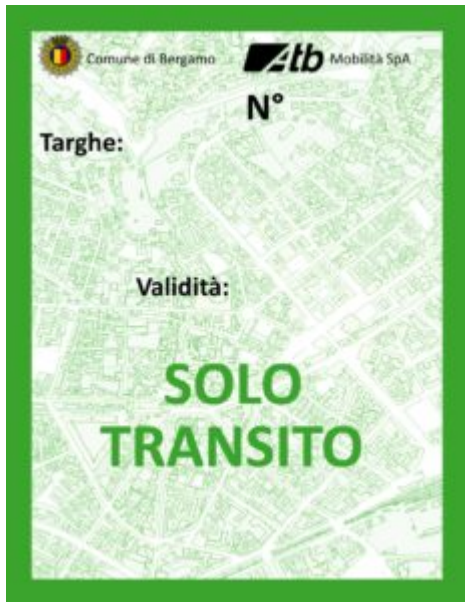 Comune di Bergamo atb Mobilità SpA
N°
Targhe:
Validità:
SOLO
TRANSITO